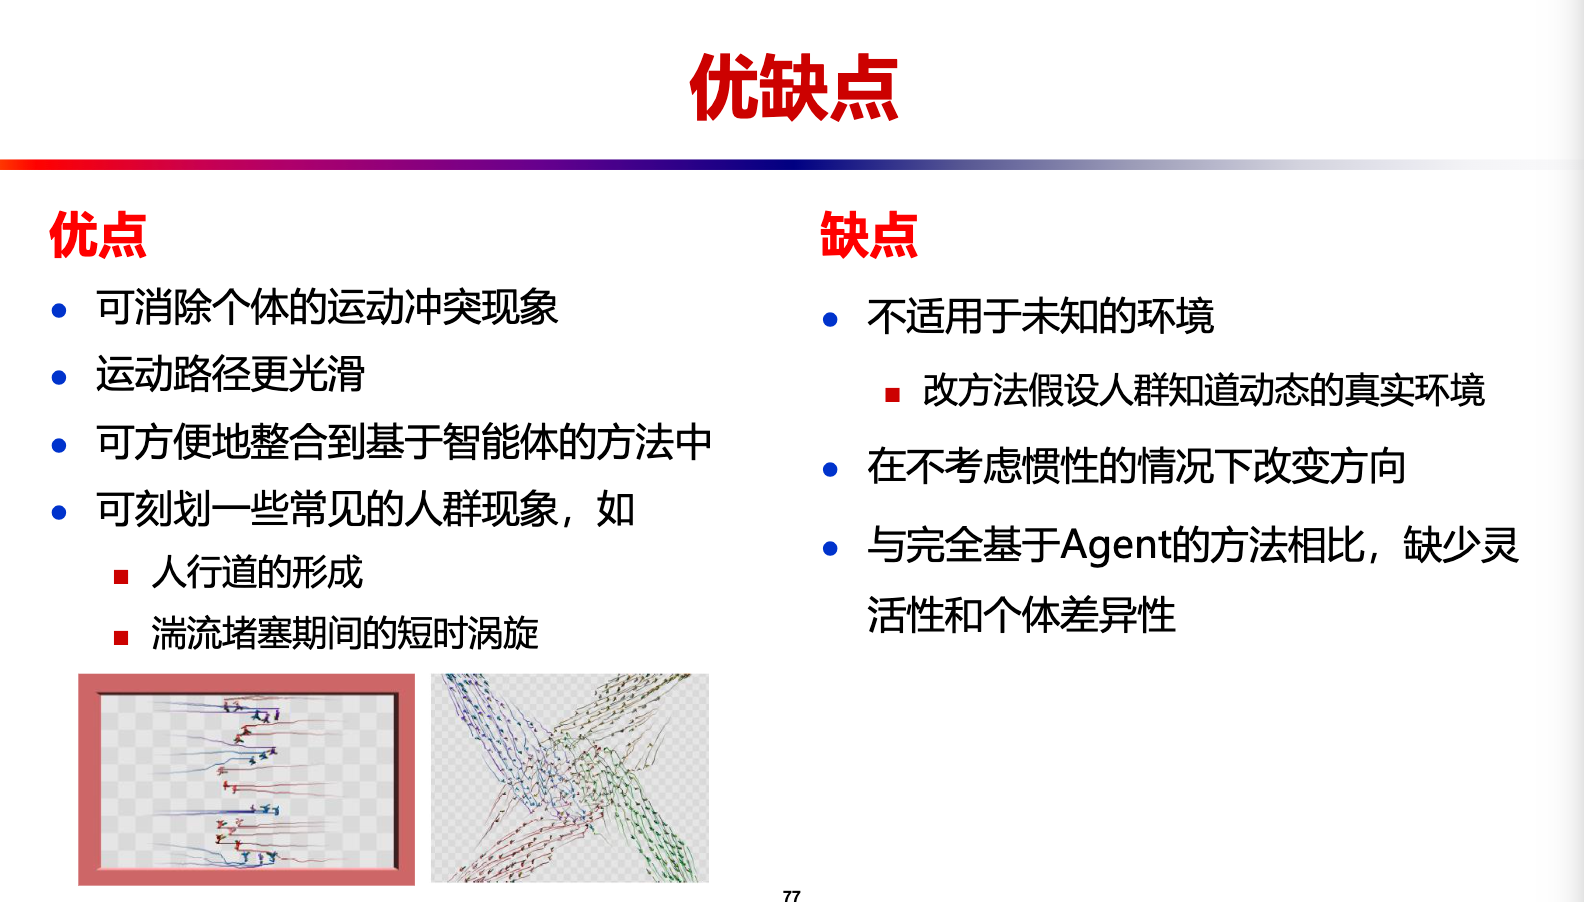 优缺点
优点
可消除个体的运动冲突现象
运动路径更光滑
可方便地整合到基于智能体的方法中
可刻划一些常见的人群现象，如
人行道的形成
湍流堵塞期间的短时涡旋
缺点
不适用于未知的环境
改方法假设人群知道动态的真实环境
在不考虑惯性的情况下改变方向
与完全基于Agent的方法相比，缺少灵
活性和个体差异性
77